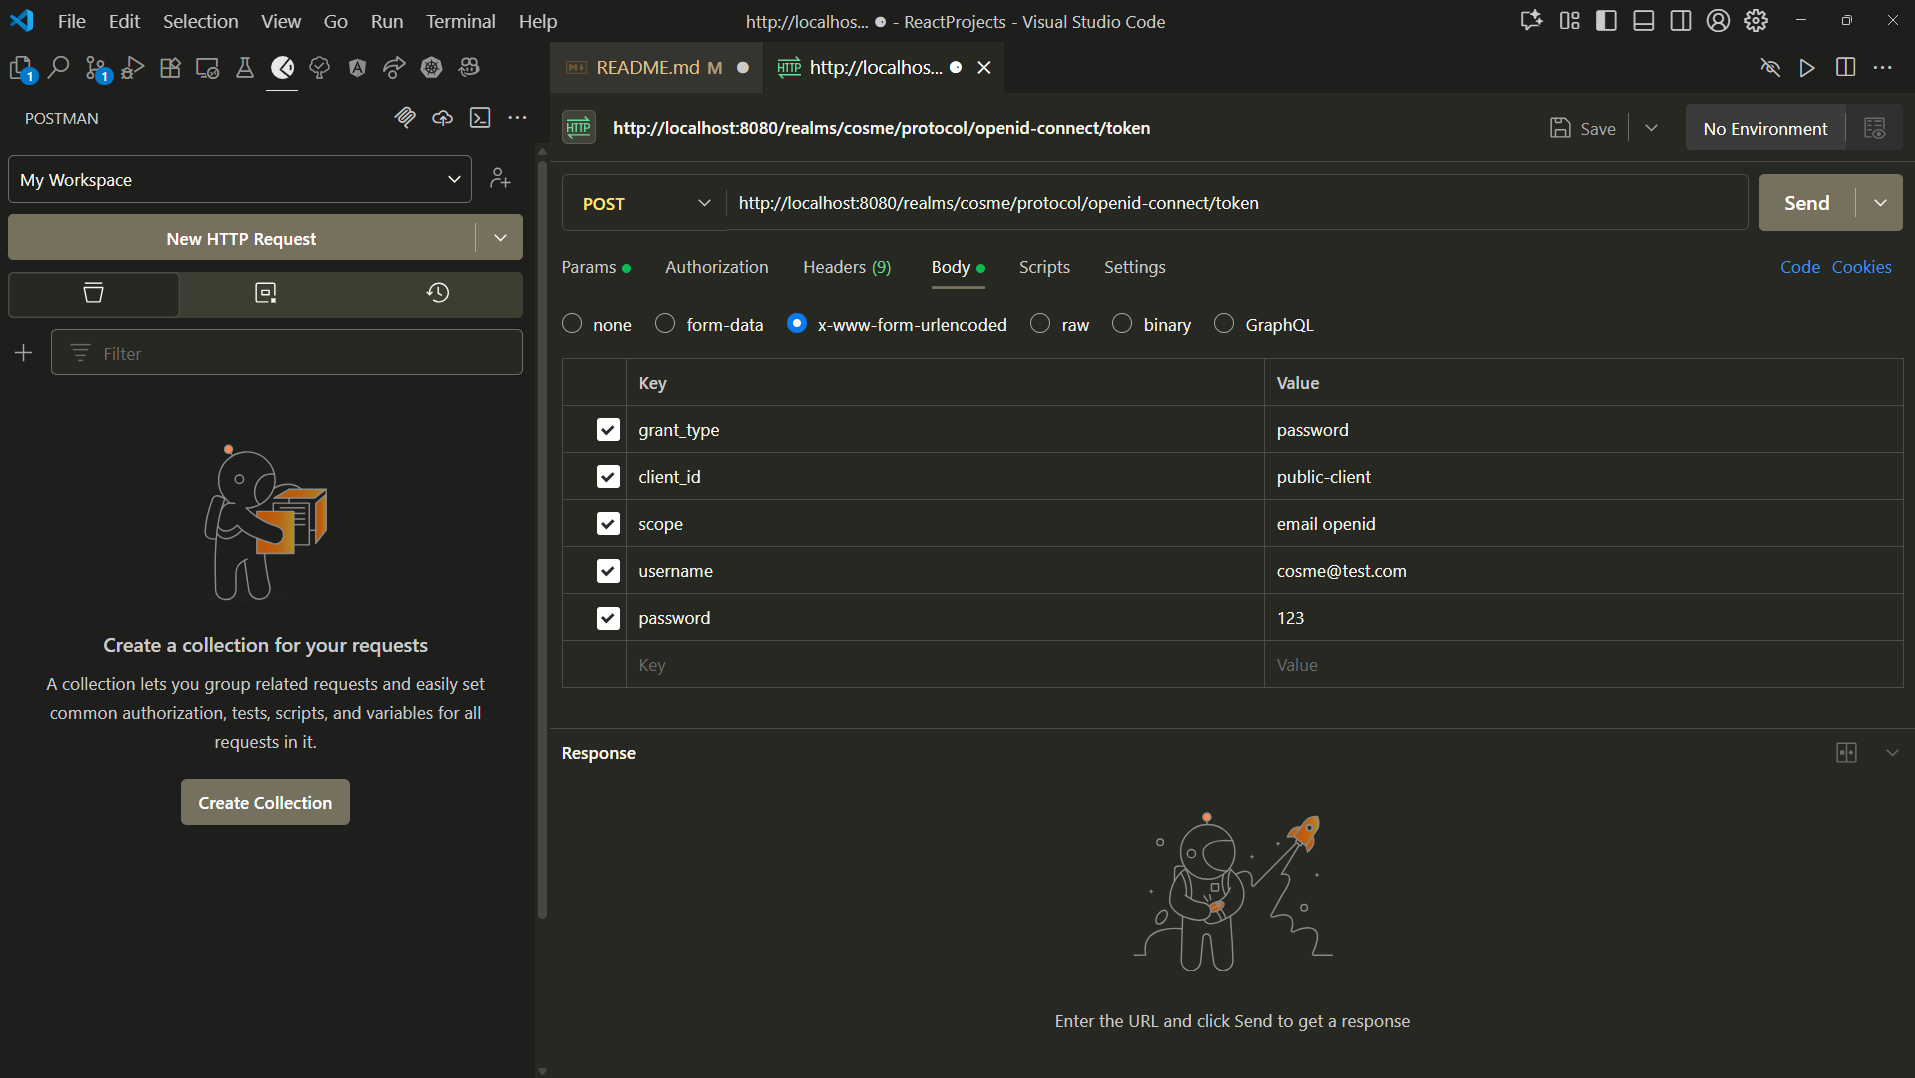 File Edit Selection View Go Run Terminal Help
http://localhos... ● - ReactProjects - Visual Studio Code
1 1
README.md M
HTTP http://localhos...
POSTMAN
HTTP http://localhost:8080/realms/cosme/protocol/openid-connect/token
Save
No Environment
My Workspace
POST http://localhost:8080/realms/cosme/protocol/openid-connect/token
Send
New HTTP Request
Params Authorization Headers (9) Body Scripts Settings
Code Cookies
none form-data x-www-form-urlencoded raw binary GraphQL
Filter
Key Value
grant_type password
client_id public-client
scope email openid
username cosme@test.com
password 123
Key Value
Create a collection for your requests
A collection lets you group related requests and easily set
common authorization, tests, scripts, and variables for all
requests in it.
Create Collection
Response
Enter the URL and click Send to get a response